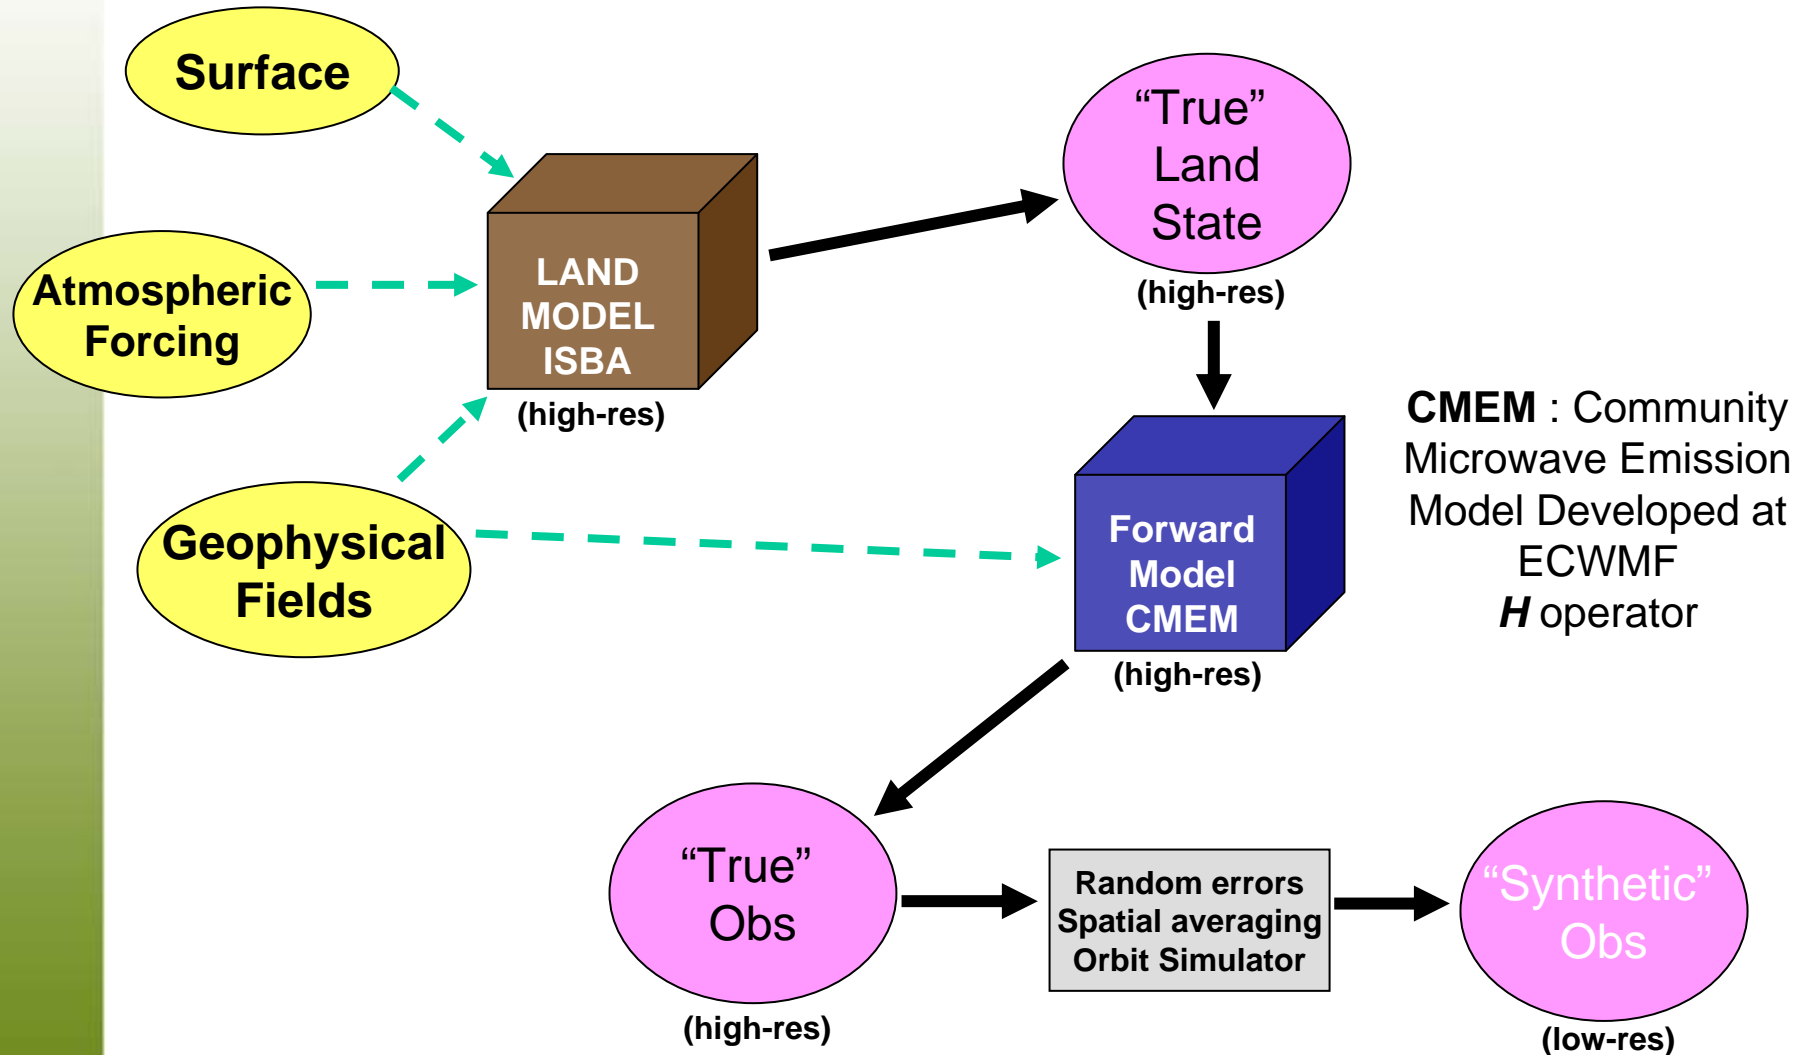 Surface
Atmospheric
Forcing
Geophysical
Fields
LAND
MODEL
ISBA
(high-res)
“True”
Land
State
(high-res)
Forward
Model
CMEM
(high-res)
CMEM : Community
Microwave Emission
Model Developed at
ECWMF
H operator
“True”
Obs
(high-res)
Random errors
Spatial averaging
Orbit Simulator
“Synthetic”
Obs
(low-res)